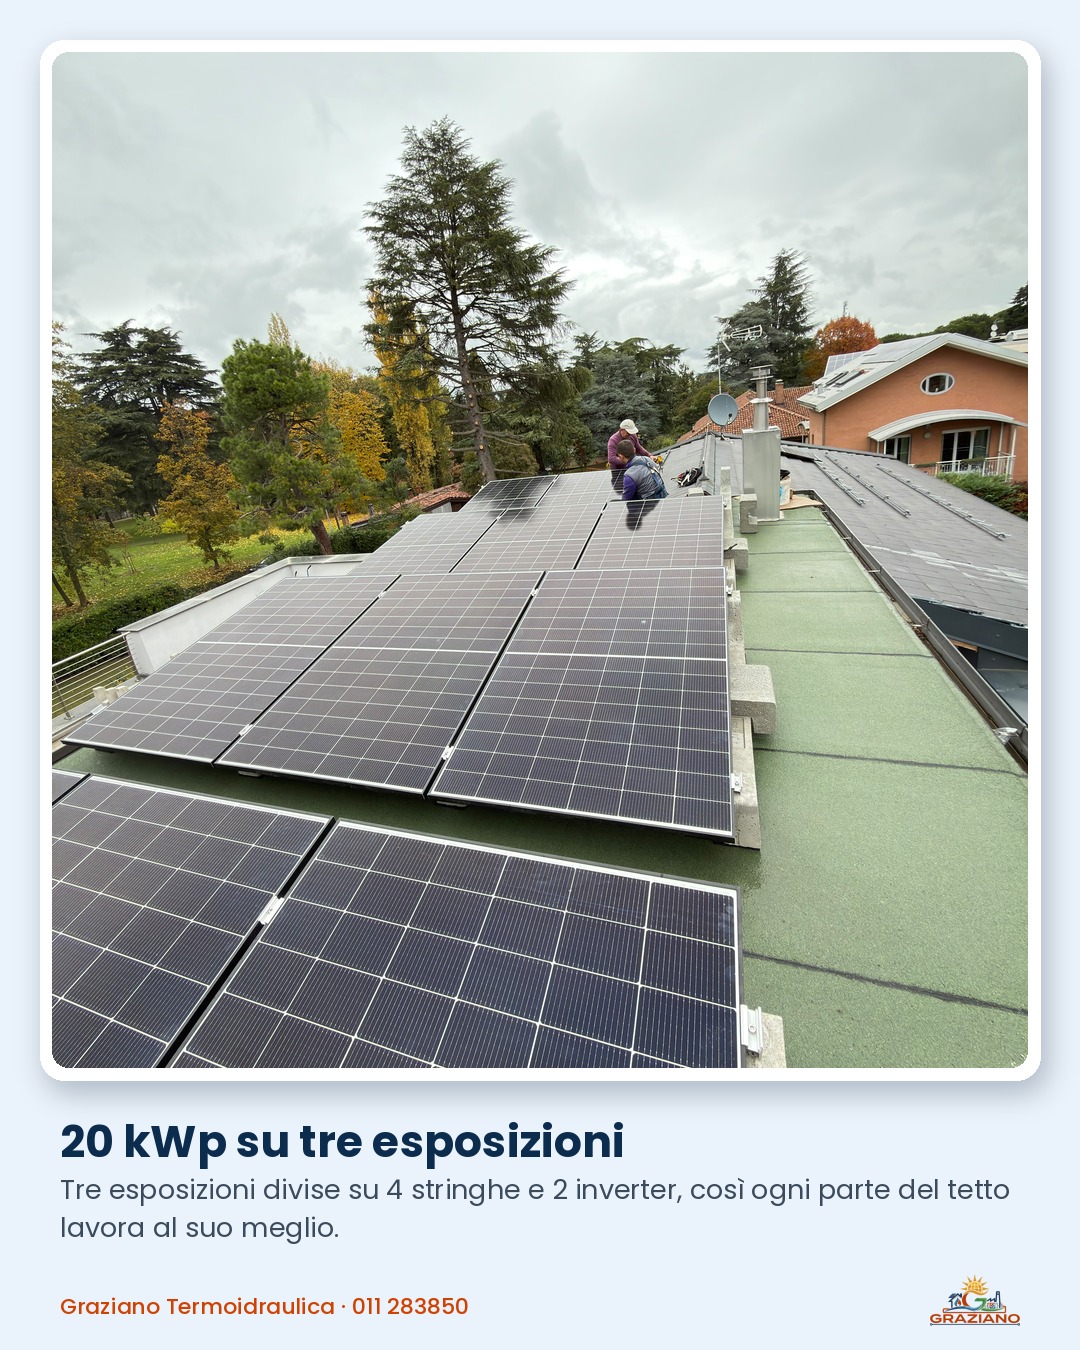 20 kWp su tre esposizioni
Tre esposizioni divise su 4 stringhe e 2 inverter, così ogni parte del tetto
lavora al suo meglio.
Graziano Termoidraulica · 011 283850
GRAZIANO